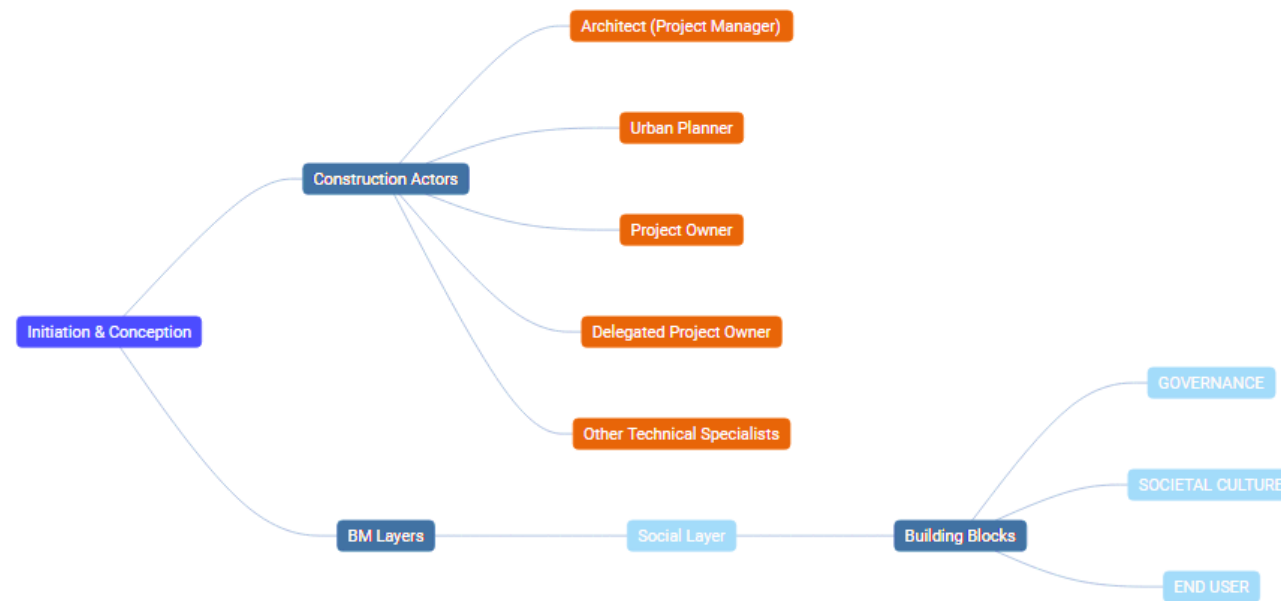 Architect (Project Manager)
Urban Planner
Construction Actors
Project Owner
Initiation & Conception
Delegated Project Owner
GOVERNANCE
Other Technical Specialists
SOCIETAL CULTURE
BM Layers
Social Layer
Building Blocks
END USER